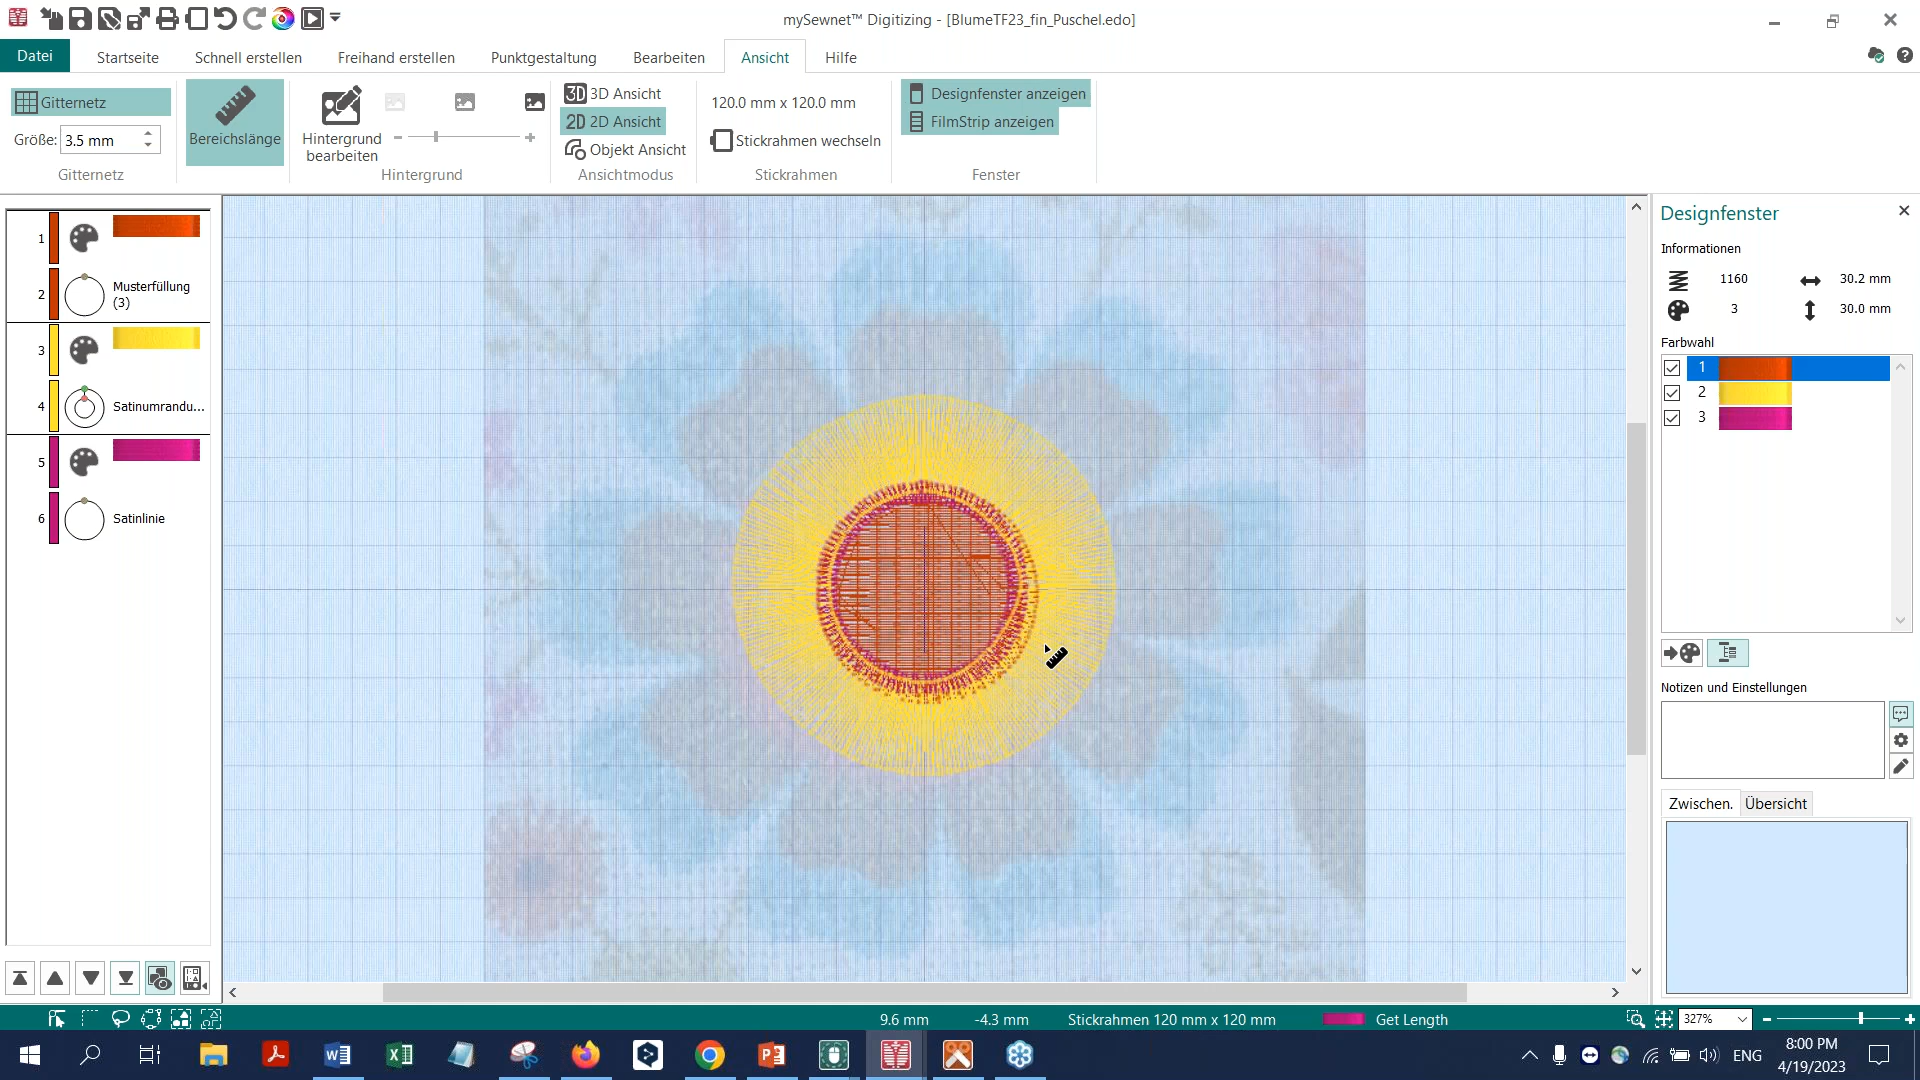 mySewnet™ Digitizing - [BlumeTF23_fin_Puschel.edo]
Datei
Startseite
Schnell erstellen
Freihand erstellen
Punktgestaltung
Bearbeiten
Ansicht
Hilfe
Gitternetz
Größe:
3.5 mm
Gitternetz
Bereichslänge
Hintergrund
bearbeiten
Hintergrund
3D 3D Ansicht
2D 2D Ansicht
Objekt Ansicht
Ansichtmodus
120.0 mm x 120.0 mm
Stickrahmen wechseln
Stickrahmen
Designfenster anzeigen
FilmStrip anzeigen
Fenster
1
2
Musterfüllung
(3)
3
4
Satinumrandu...
5
6
Satinlinie
Designfenster
Informationen
1160
30.2 mm
3
30.0 mm
Farbwahl
1
2
3
Notizen und Einstellungen
Zwischen.
Übersicht
9.6 mm
-4.3 mm
Stickrahmen 120 mm x 120 mm
Get Length
327%
ENG
8:00 PM
4/19/2023